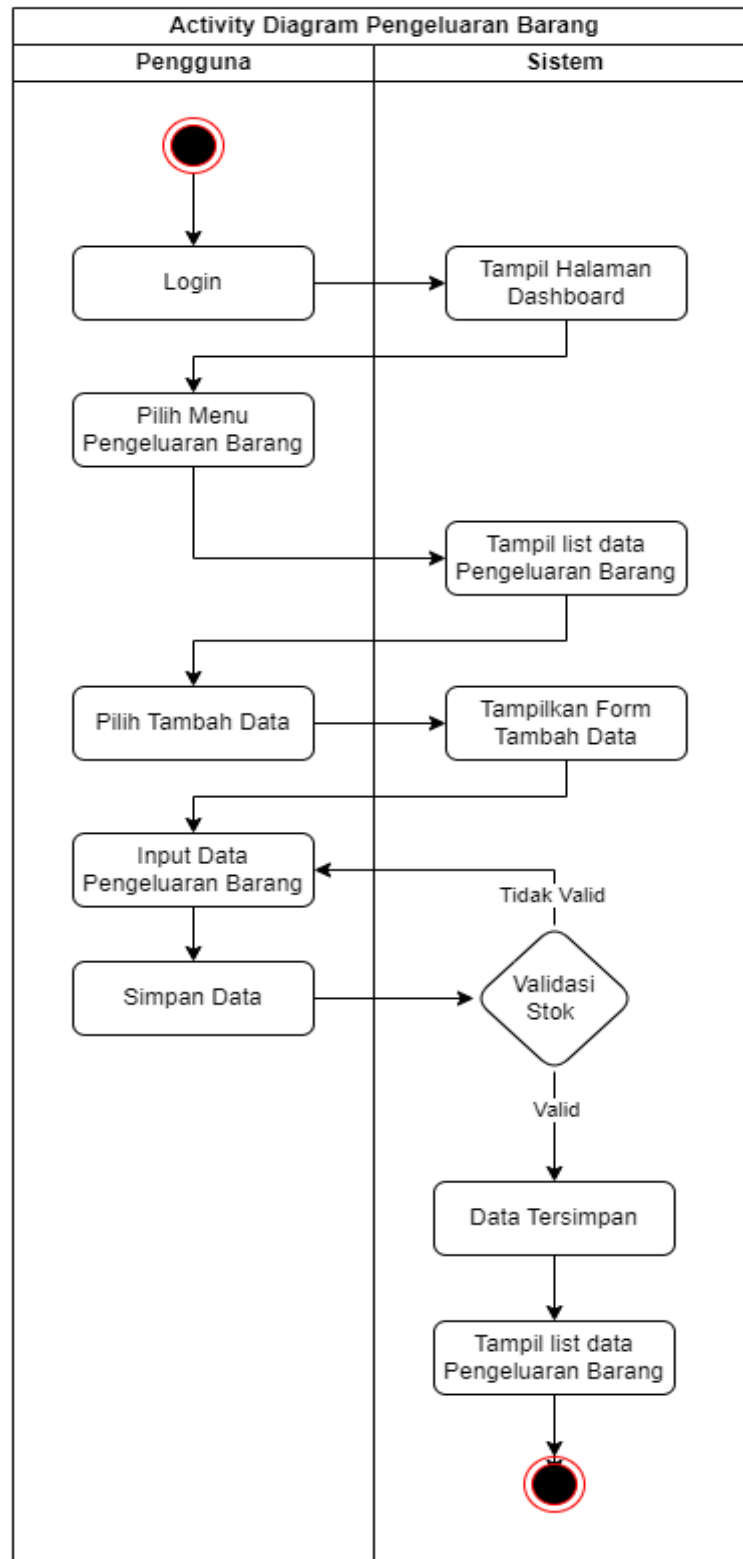 Activity Diagram Pengeluaran Barang
Pengguna
Sistem
Login
Tampil Halaman
Dashboard
Pilih Menu
Pengeluaran Barang
Tampil list data
Pengeluaran Barang
Pilih Tambah Data
Tampilkan Form
Tambah Data
Input Data
Pengeluaran Barang
Tidak Valid
Simpan Data
Validasi
Stok
Valid
Data Tersimpan
Tampil list data
Pengeluaran Barang